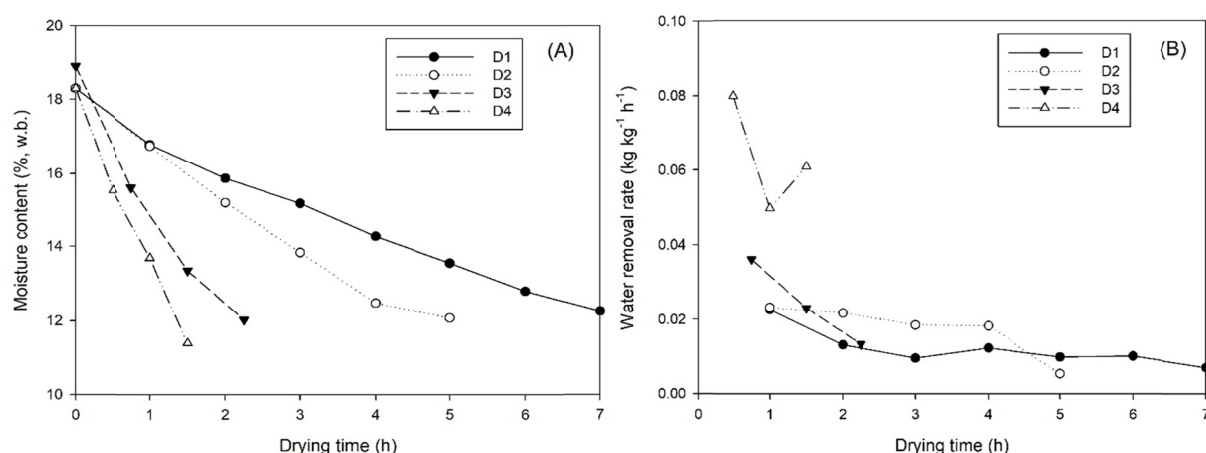 (A)
D1
D2
D3
D4
20
18
16
14
12
10
Moisture content (%, w.b.)
0 1 2 3 4 5 6 7
Drying time (h)
(B)
D1
D2
D3
D4
0.10
0.08
0.06
0.04
0.02
0.00
Water removal rate (kg kg⁻¹ h⁻¹)
0 1 2 3 4 5 6 7
Drying time (h)